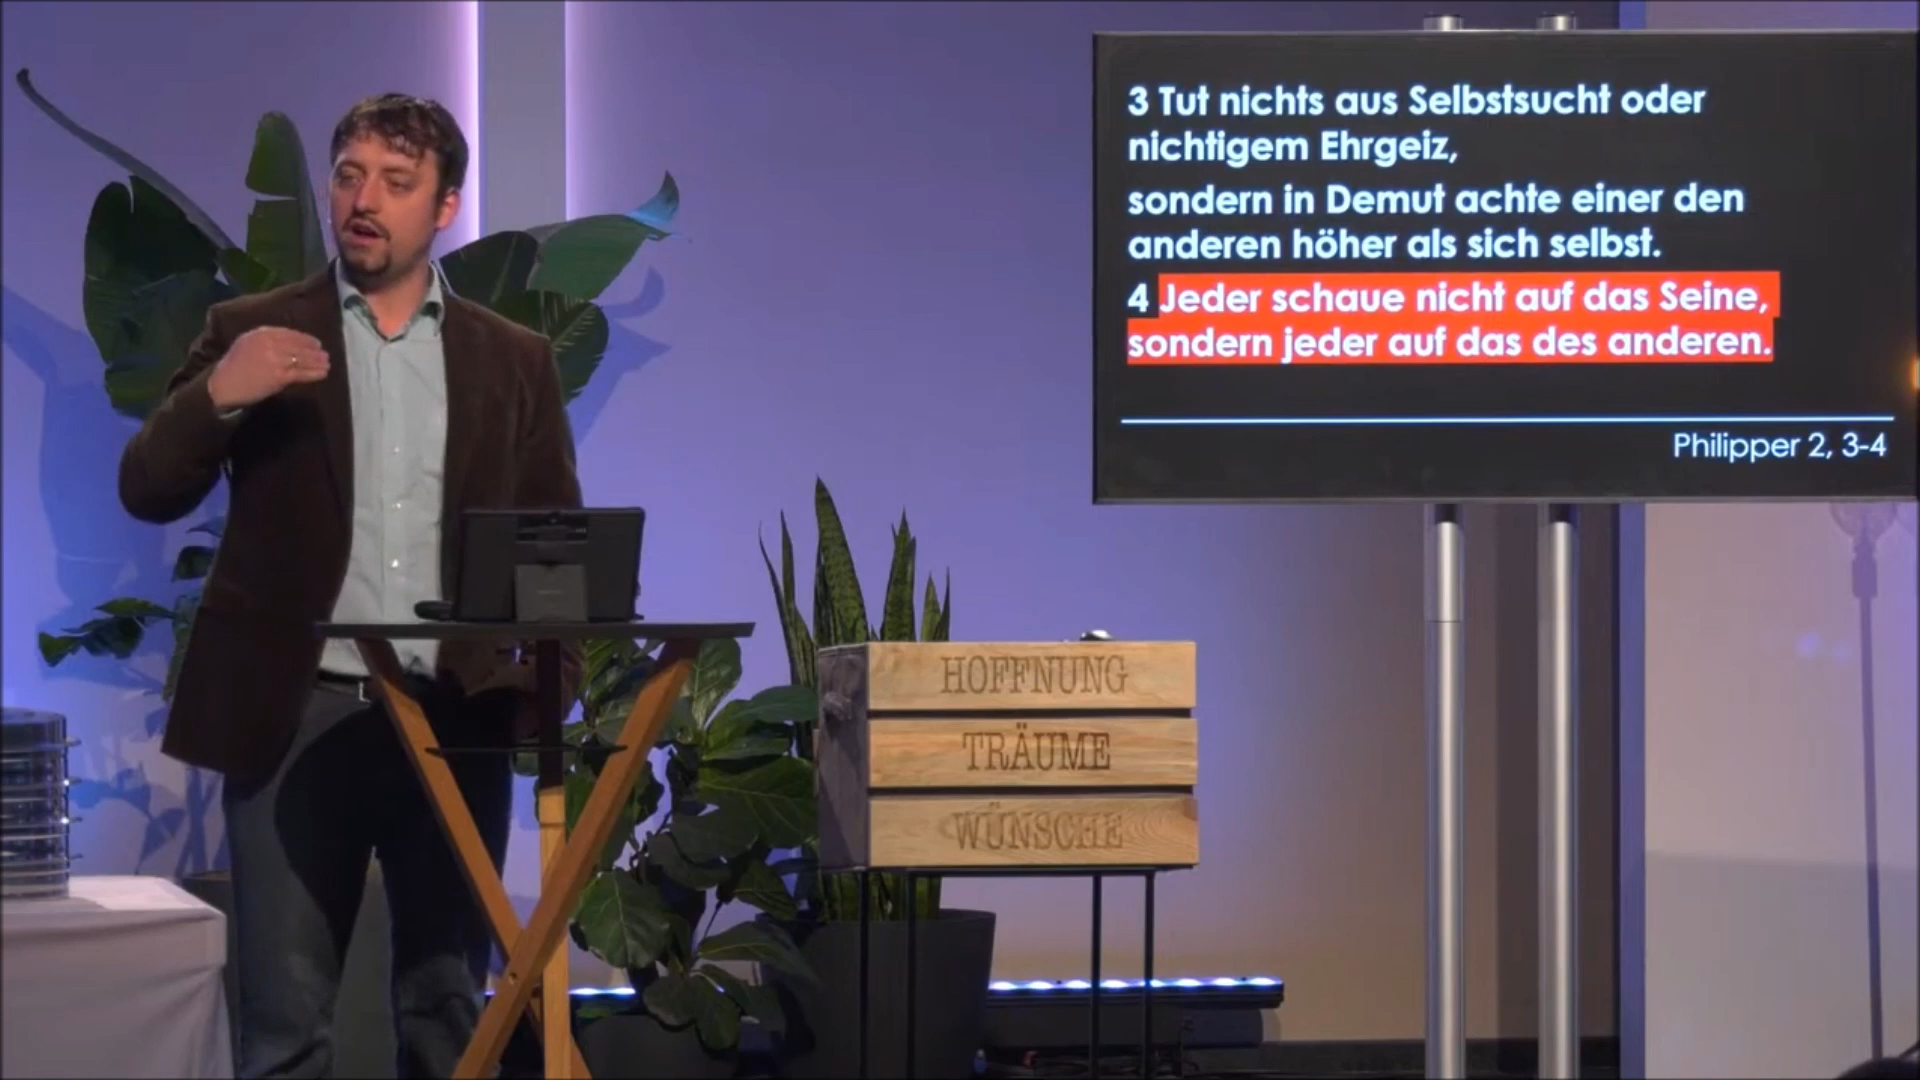 3 Tut nichts aus Selbstsucht oder
nichtigem Ehrgeiz,
sondern in Demut achte einer den
anderen höher als sich selbst.
4 Jeder schaue nicht auf das Seine,
sondern jeder auf das des anderen.
Philipper 2, 3-4
HOFFNUNG
TRÄUME
WÜNSCHE